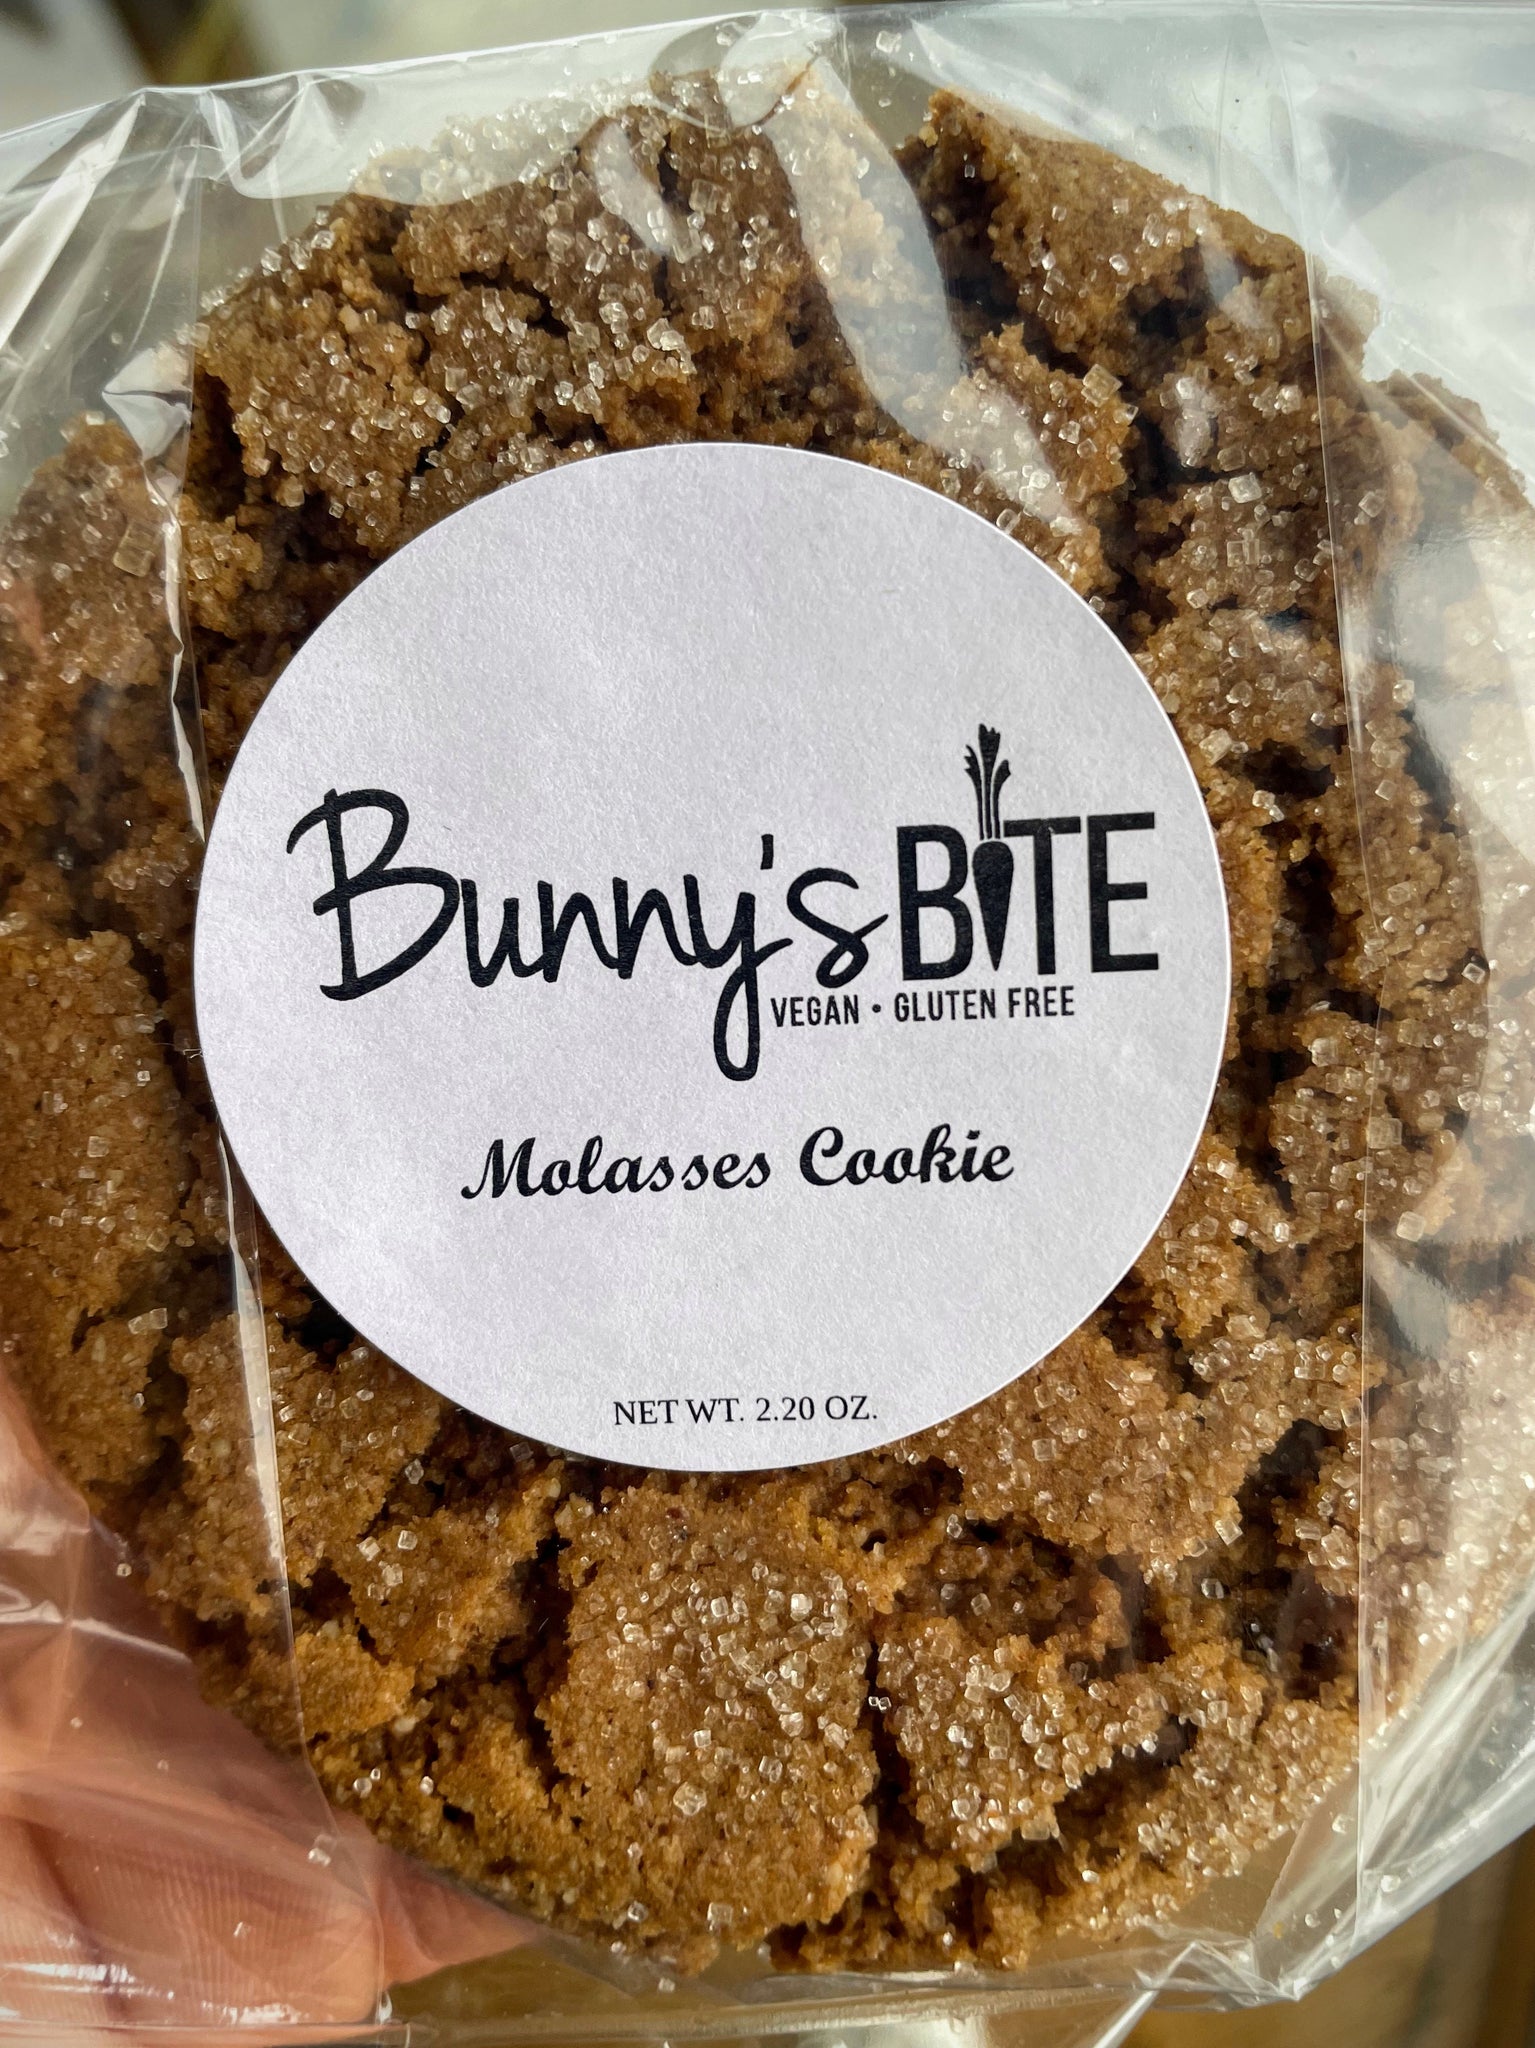 Bunny's BITE
VEGAN • GLUTEN FREE
Molasses Cookie
NET WT. 2.20 OZ.